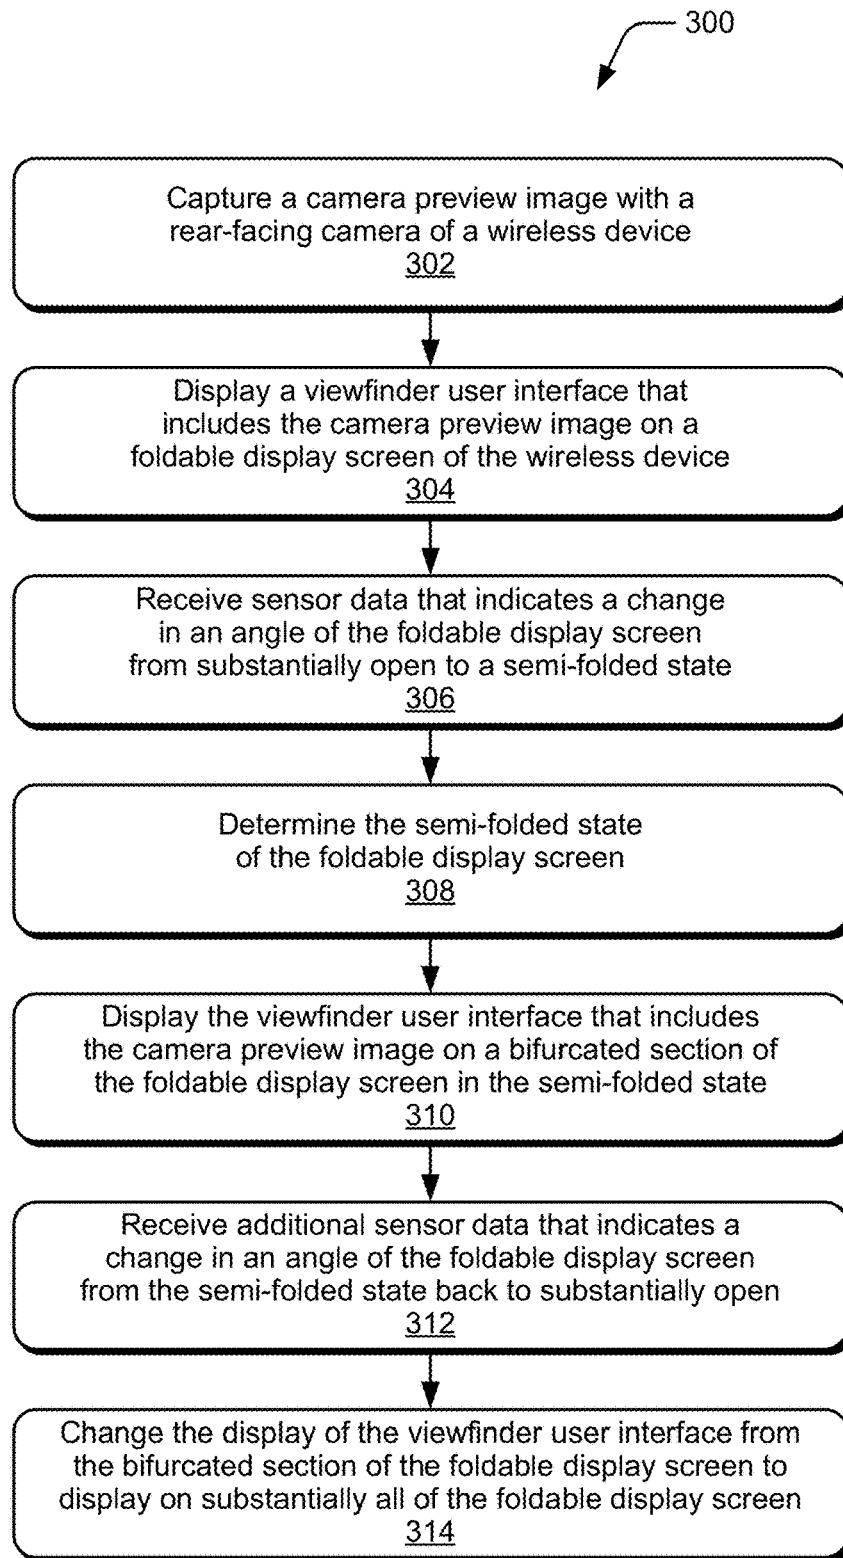 300
Capture a camera preview image with a
rear-facing camera of a wireless device
302
Display a viewfinder user interface that
includes the camera preview image on a
foldable display screen of the wireless device
304
Receive sensor data that indicates a change
in an angle of the foldable display screen
from substantially open to a semi-folded state
306
Determine the semi-folded state
of the foldable display screen
308
Display the viewfinder user interface that includes
the camera preview image on a bifurcated section of
the foldable display screen in the semi-folded state
310
Receive additional sensor data that indicates a
change in an angle of the foldable display screen
from the semi-folded state back to substantially open
312
Change the display of the viewfinder user interface from
the bifurcated section of the foldable display screen to
display on substantially all of the foldable display screen
314